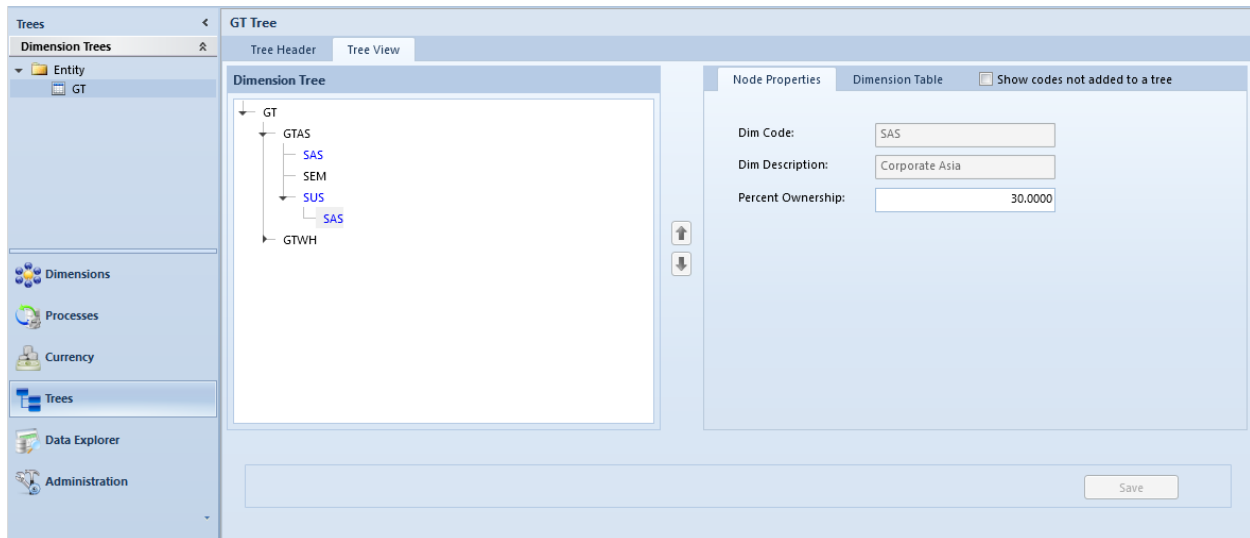 Trees
Dimension Trees
Entity
GT
Dimensions
Processes
Currency
Trees
Data Explorer
Administration
GT Tree
Tree Header Tree View
Dimension Tree
GT
GTAS
SAS
SEM
SUS
SAS
GTWH
Node Properties Dimension Table Show codes not added to a tree
Dim Code: SAS
Dim Description: Corporate Asia
Percent Ownership: 30.0000
Save